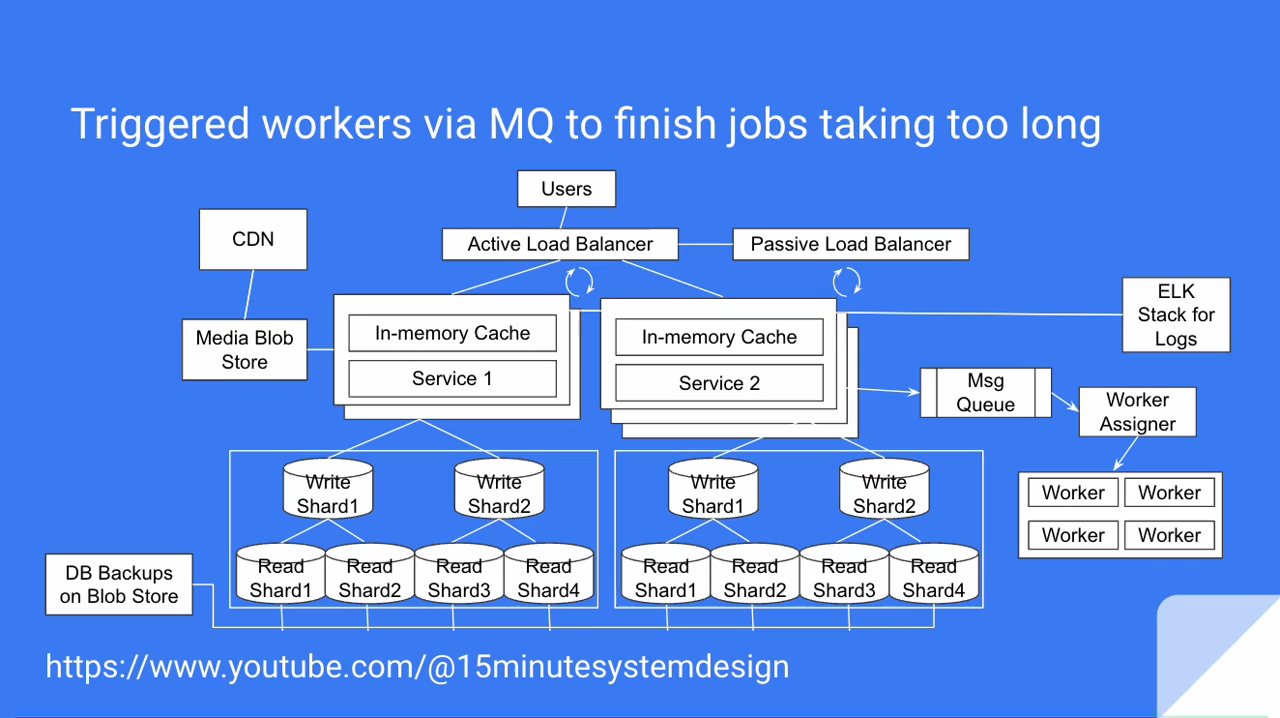 Triggered workers via MQ to finish jobs taking too long
Users
CDN
Active Load Balancer
Passive Load Balancer
ELK
Stack for
Logs
Media Blob
Store
In-memory Cache
Service 1
In-memory Cache
Service 2
Msg
Queue
Worker
Assigner
Worker
Worker
Worker
Worker
Write
Shard1
Write
Shard2
Write
Shard1
Write
Shard2
Read
Shard1
Read
Shard2
Read
Shard3
Read
Shard4
Read
Shard1
Read
Shard2
Read
Shard3
Read
Shard4
DB Backups
on Blob Store
https://www.youtube.com/@15minutesystemdesign